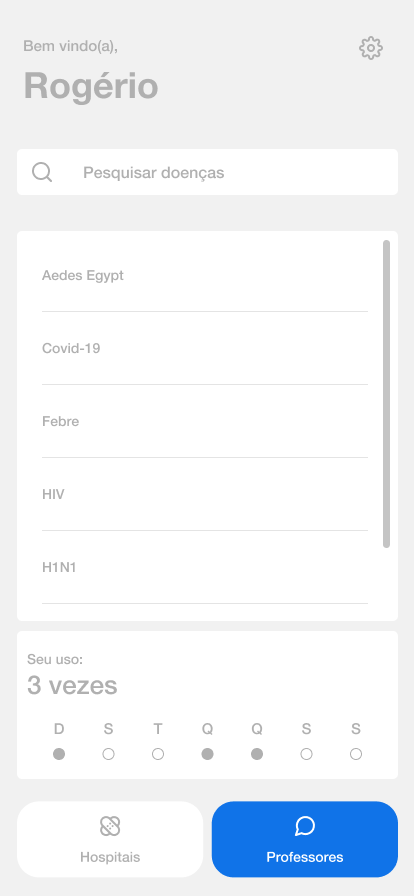 Bem vindo(a),
Rogério
Pesquisar doenças
Aedes Egypt
Covid-19
Febre
HIV
H1N1
Seu uso:
3 vezes
D S T Q Q S S
Hospitais
Professores